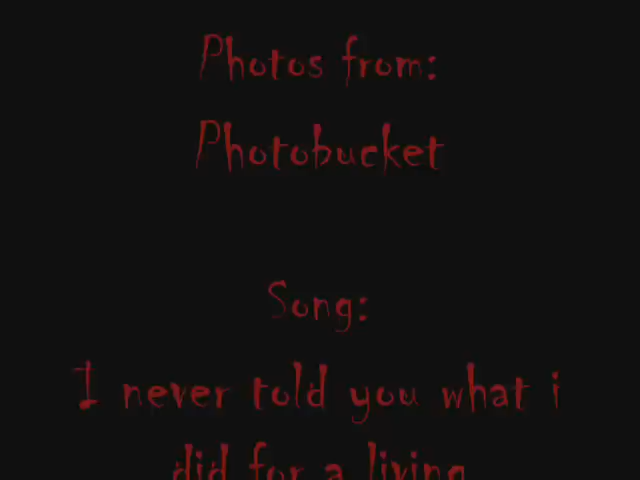 Photos from:
Photobucket
Song:
I never told you what i
did for a living